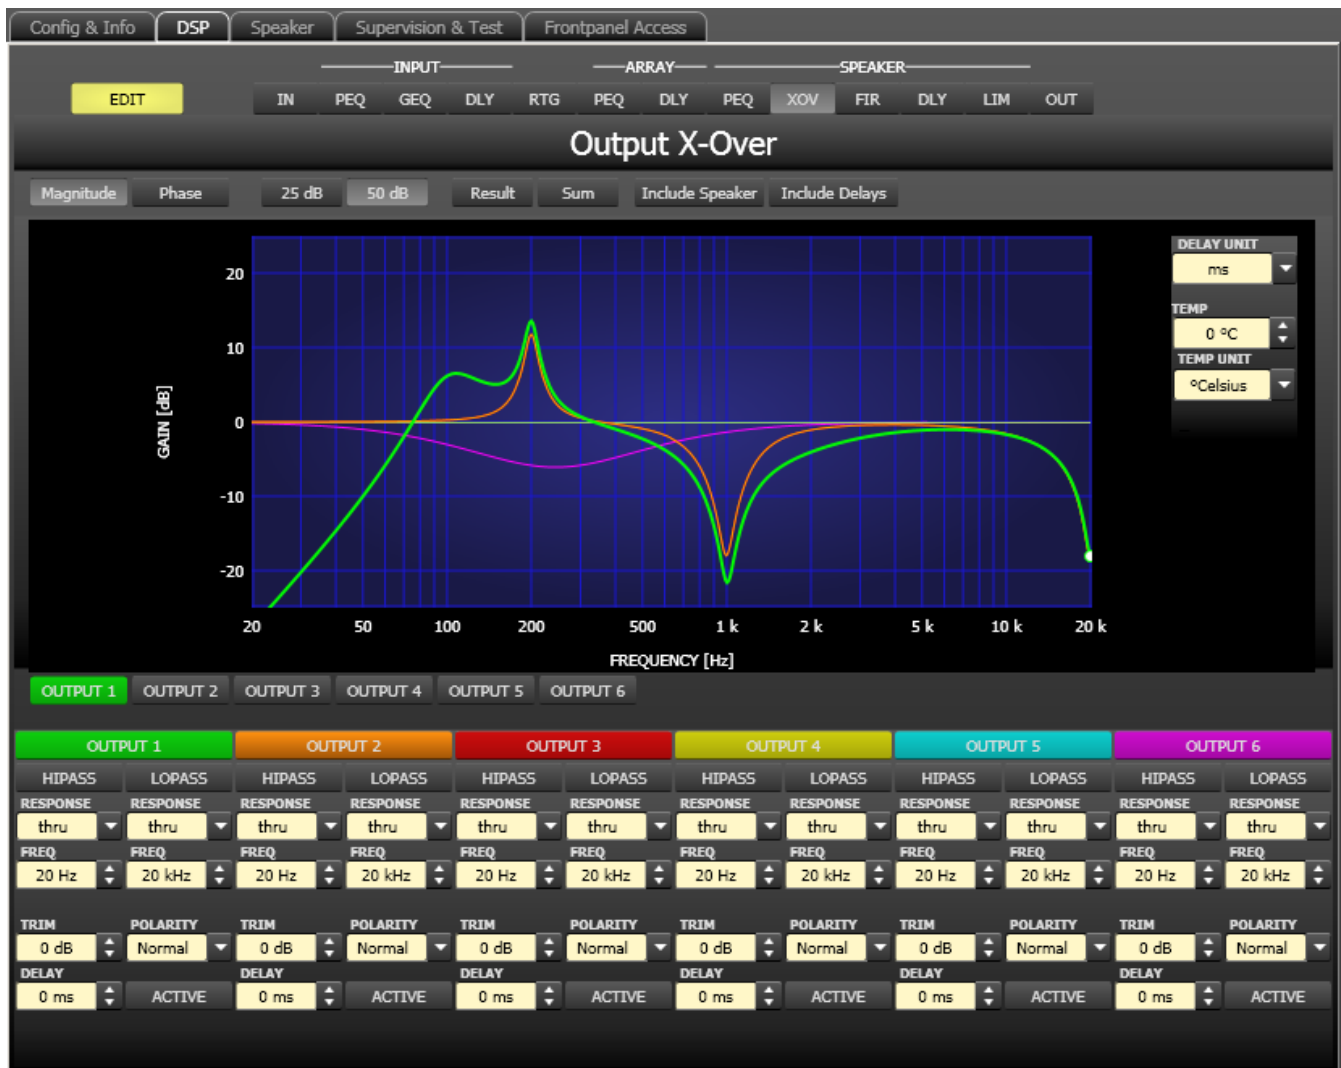 Config & Info DSP Speaker Supervision & Test Frontpanel Access
INPUT ARRAY SPEAKER
EDIT IN PEQ GEQ DLY RTG PEQ DLY PEQ XOV FIR DLY LIM OUT
Output X-Over
Magnitude Phase 25 dB 50 dB Result Sum Include Speaker Include Delays
DELAY UNIT
ms
TEMP
0 °C
TEMP UNIT
°Celsius
20
10
0
-10
-20
GAIN [dB]
20 50 100 200 500 1 k 2 k 5 k 10 k 20 k
FREQUENCY [Hz]
OUTPUT 1 OUTPUT 2 OUTPUT 3 OUTPUT 4 OUTPUT 5 OUTPUT 6
OUTPUT 1 OUTPUT 2 OUTPUT 3 OUTPUT 4 OUTPUT 5 OUTPUT 6
HIPASS LOPASS HIPASS LOPASS HIPASS LOPASS HIPASS LOPASS HIPASS LOPASS HIPASS LOPASS
RESPONSE RESPONSE RESPONSE RESPONSE RESPONSE RESPONSE RESPONSE RESPONSE RESPONSE RESPONSE RESPONSE RESPONSE
thru thru thru thru thru thru thru thru thru thru thru thru
FREQ FREQ FREQ FREQ FREQ FREQ FREQ FREQ FREQ FREQ FREQ FREQ
20 Hz 20 kHz 20 Hz 20 kHz 20 Hz 20 kHz 20 Hz 20 kHz 20 Hz 20 kHz 20 Hz 20 kHz
TRIM POLARITY TRIM POLARITY TRIM POLARITY TRIM POLARITY TRIM POLARITY TRIM POLARITY
0 dB Normal 0 dB Normal 0 dB Normal 0 dB Normal 0 dB Normal 0 dB Normal
DELAY DELAY DELAY DELAY DELAY DELAY
0 ms ACTIVE 0 ms ACTIVE 0 ms ACTIVE 0 ms ACTIVE 0 ms ACTIVE 0 ms ACTIVE